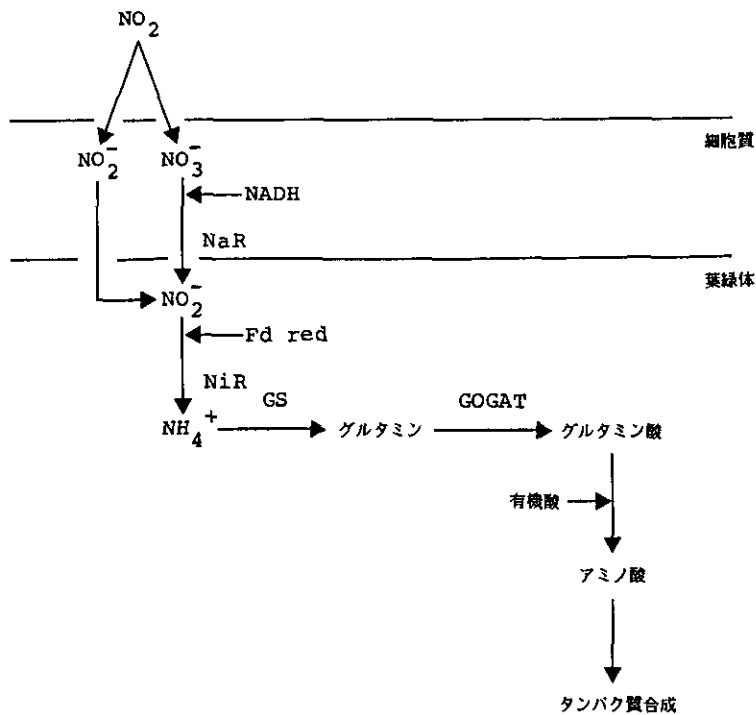 NO₂
細胞質
NO₂⁻ NO₃⁻
NADH
NaR
葉緑体
NO₂⁻
Fd red
NiR
GS GOGAT
NH₄⁺ グルタミン グルタミン酸
有機酸
アミノ酸
タンパク質合成